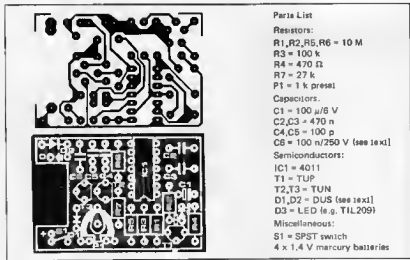 Parts List
Resistors:
R1,R2,R5,R6 = 10 M
R3 = 100 k
R4 = 470 Ω
R7 = 27 k
P1 = 1 k preset
Capacitors:
C1 = 100 µ/6 V
C2,C3 = 470 n
C4,C5 = 100 p
C6 = 100 n/250 V (see text)
Semiconductors:
IC1 = 4011
T1 = TUP
T2,T3 = TUN
D1,D2 = DUS (see text)
D3 = LED (e.g. TIL209)
Miscellaneous:
S1 = SPST switch
4 x 1.4 V marcury batteries